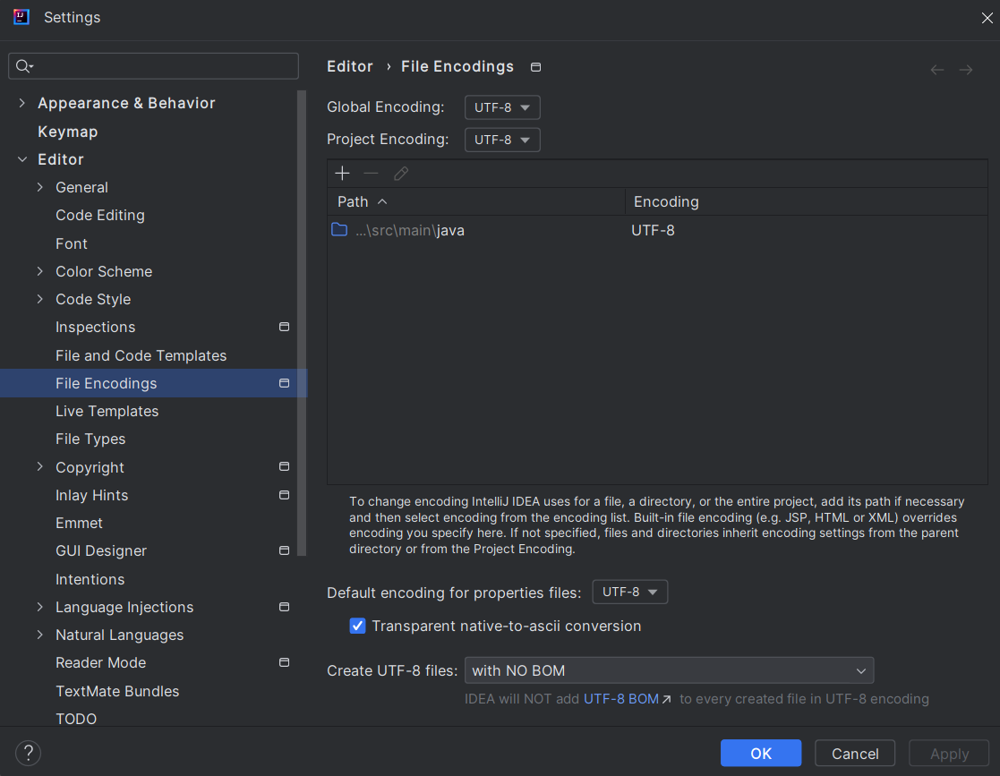 Settings
Appearance & Behavior
Keymap
Editor
General
Code Editing
Font
Color Scheme
Code Style
Inspections
File and Code Templates
File Encodings
Live Templates
File Types
Copyright
Inlay Hints
Emmet
GUI Designer
Intentions
Language Injections
Natural Languages
Reader Mode
TextMate Bundles
TODO
Editor › File Encodings
Global Encoding: UTF-8
Project Encoding: UTF-8
Path Encoding
...\src\main\java UTF-8
To change encoding IntelliJ IDEA uses for a file, a directory, or the entire project, add its path if necessary
and then select encoding from the encoding list. Built-in file encoding (e.g. JSP, HTML or XML) overrides
encoding you specify here. If not specified, files and directories inherit encoding settings from the parent
directory or from the Project Encoding.
Default encoding for properties files: UTF-8
Transparent native-to-ascii conversion
Create UTF-8 files: with NO BOM
IDEA will NOT add UTF-8 BOM↗ to every created file in UTF-8 encoding
? OK Cancel Apply